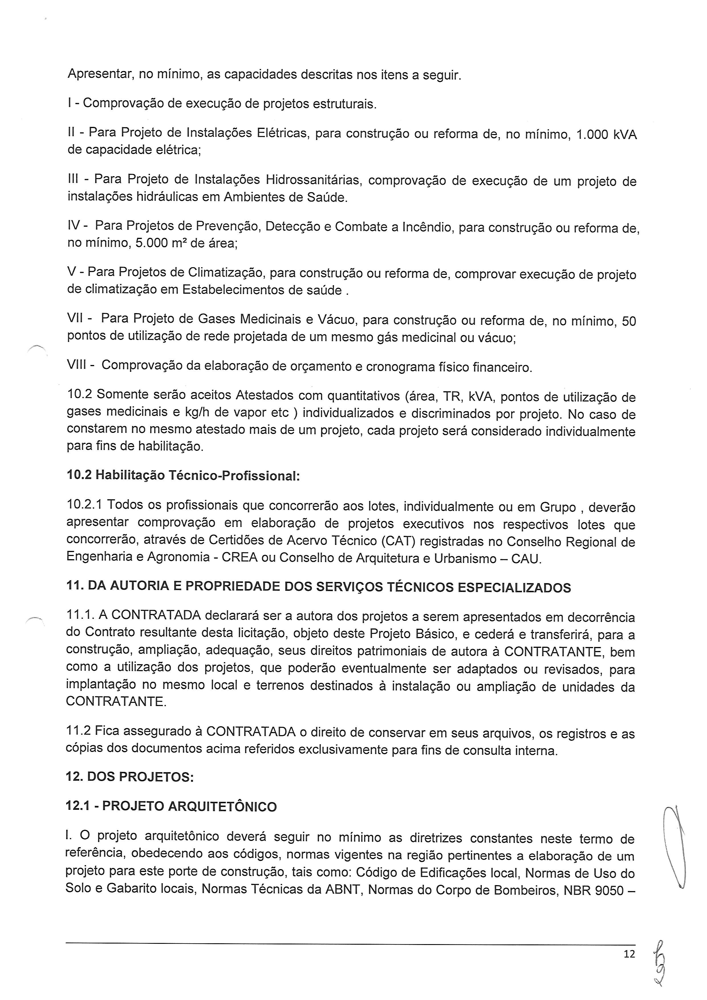 Apresentar, no mínimo, as capacidades descritas nos itens a seguir.
I - Comprovação de execução de projetos estruturais.
II - Para Projeto de Instalações Elétricas, para construção ou reforma de, no mínimo, 1.000 kVA
de capacidade elétrica;
III - Para Projeto de Instalações Hidrossanitárias, comprovação de execução de um projeto de
instalações hidráulicas em Ambientes de Saúde.
IV - Para Projetos de Prevenção, Detecção e Combate a Incêndio, para construção ou reforma de,
no mínimo, 5.000 m² de área;
V - Para Projetos de Climatização, para construção ou reforma de, comprovar execução de projeto
de climatização em Estabelecimentos de saúde .
VII - Para Projeto de Gases Medicinais e Vácuo, para construção ou reforma de, no mínimo, 50
pontos de utilização de rede projetada de um mesmo gás medicinal ou vácuo;
VIII - Comprovação da elaboração de orçamento e cronograma físico financeiro.
10.2 Somente serão aceitos Atestados com quantitativos (área, TR, kVA, pontos de utilização de
gases medicinais e kg/h de vapor etc ) individualizados e discriminados por projeto. No caso de
constarem no mesmo atestado mais de um projeto, cada projeto será considerado individualmente
para fins de habilitação.
10.2 Habilitação Técnico-Profissional:
10.2.1 Todos os profissionais que concorrerão aos lotes, individualmente ou em Grupo , deverão
apresentar comprovação em elaboração de projetos executivos nos respectivos lotes que
concorrerão, através de Certidões de Acervo Técnico (CAT) registradas no Conselho Regional de
Engenharia e Agronomia - CREA ou Conselho de Arquitetura e Urbanismo – CAU.
11. DA AUTORIA E PROPRIEDADE DOS SERVIÇOS TÉCNICOS ESPECIALIZADOS
11.1. A CONTRATADA declarará ser a autora dos projetos a serem apresentados em decorrência
do Contrato resultante desta licitação, objeto deste Projeto Básico, e cederá e transferirá, para a
construção, ampliação, adequação, seus direitos patrimoniais de autora à CONTRATANTE, bem
como a utilização dos projetos, que poderão eventualmente ser adaptados ou revisados, para
implantação no mesmo local e terrenos destinados à instalação ou ampliação de unidades da
CONTRATANTE.
11.2 Fica assegurado à CONTRATADA o direito de conservar em seus arquivos, os registros e as
cópias dos documentos acima referidos exclusivamente para fins de consulta interna.
12. DOS PROJETOS:
12.1 - PROJETO ARQUITETÔNICO
I. O projeto arquitetônico deverá seguir no mínimo as diretrizes constantes neste termo de
referência, obedecendo aos códigos, normas vigentes na região pertinentes a elaboração de um
projeto para este porte de construção, tais como: Código de Edificações local, Normas de Uso do
Solo e Gabarito locais, Normas Técnicas da ABNT, Normas do Corpo de Bombeiros, NBR 9050 –
12